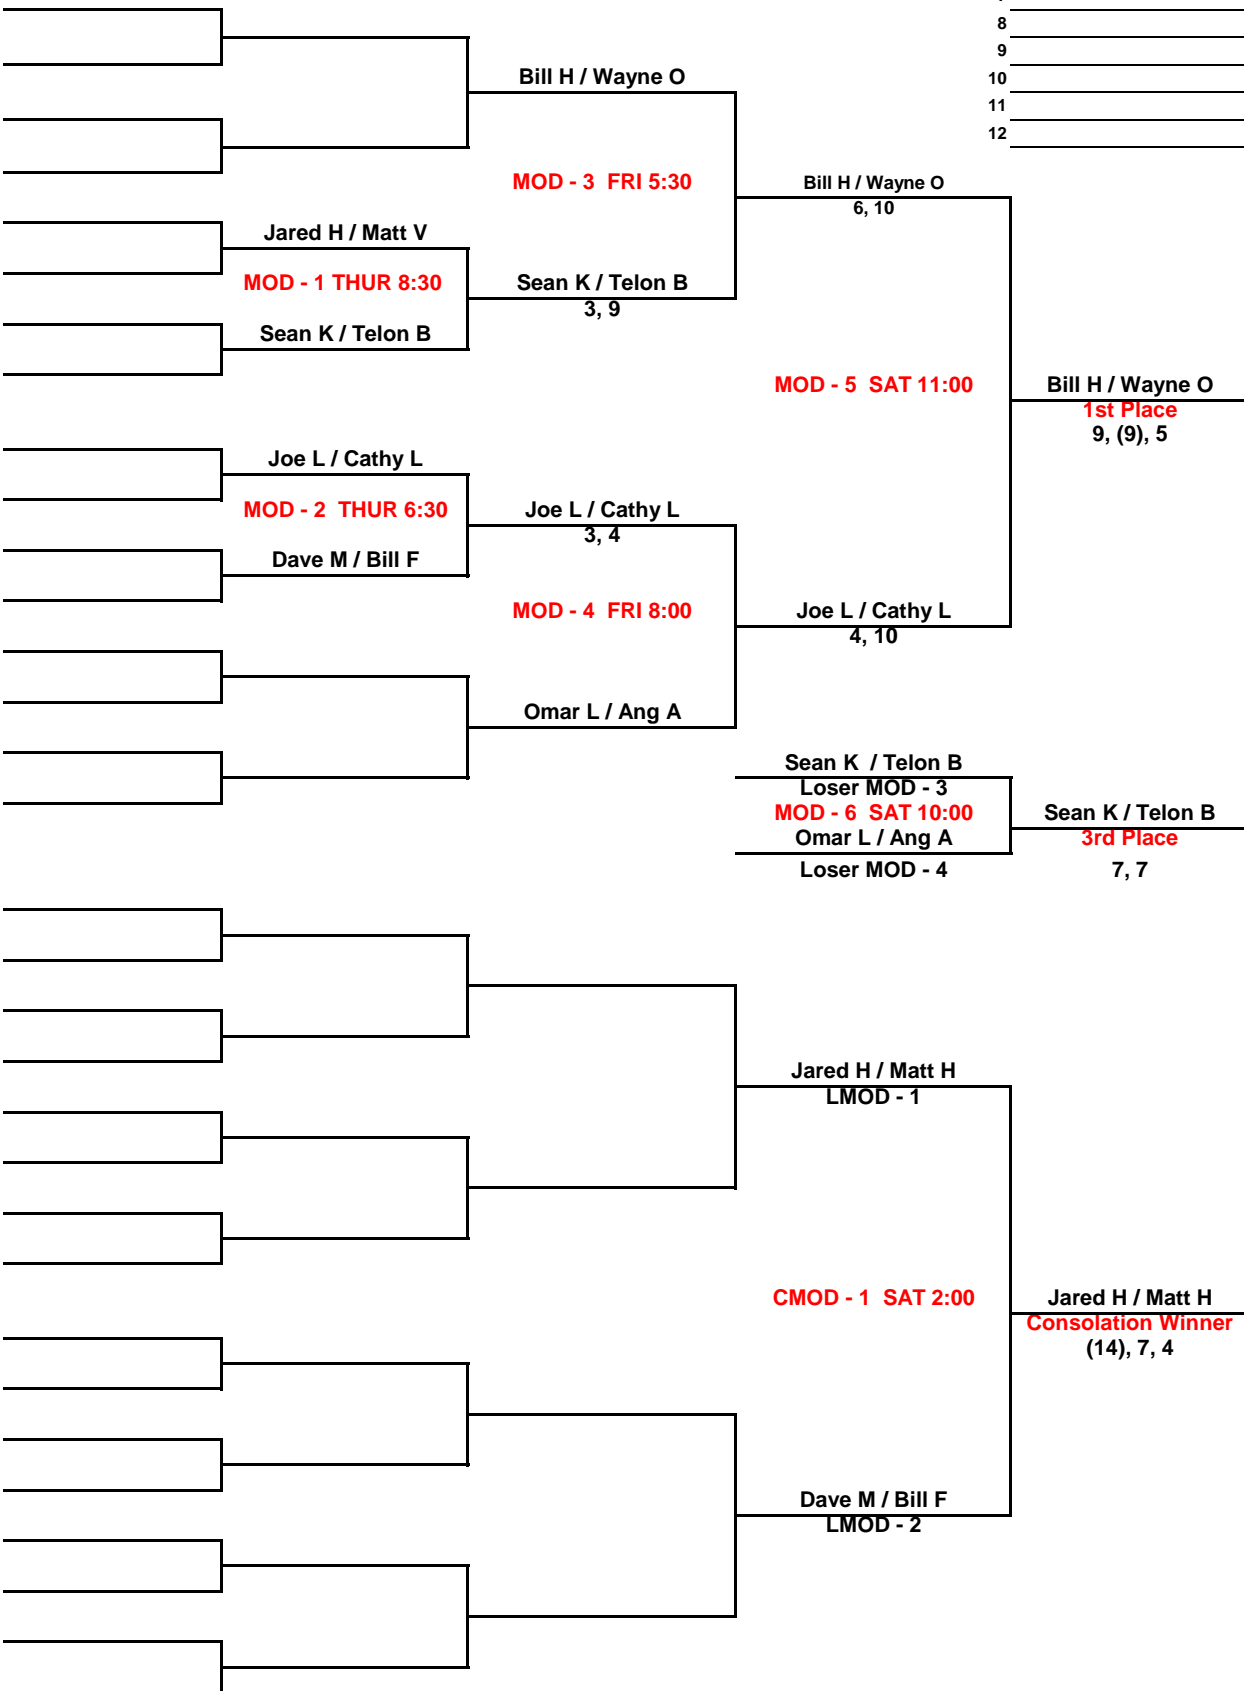 8
9
Bill H / Wayne O
10
11
12
MOD - 3 FRI 5:30
Bill H / Wayne O
6, 10
Jared H / Matt V
MOD - 1 THUR 8:30
Sean K / Telon B
3, 9
Sean K / Telon B
MOD - 5 SAT 11:00
Bill H / Wayne O
1st Place
9, (9), 5
Joe L / Cathy L
MOD - 2 THUR 6:30
Joe L / Cathy L
3, 4
Dave M / Bill F
MOD - 4 FRI 8:00
Joe L / Cathy L
4, 10
Omar L / Ang A
Sean K / Telon B
Loser MOD - 3
MOD - 6 SAT 10:00
Sean K / Telon B
Omar L / Ang A
3rd Place
Loser MOD - 4
7, 7
Jared H / Matt H
LMOD - 1
CMOD - 1 SAT 2:00
Jared H / Matt H
Consolation Winner
(14), 7, 4
Dave M / Bill F
LMOD - 2